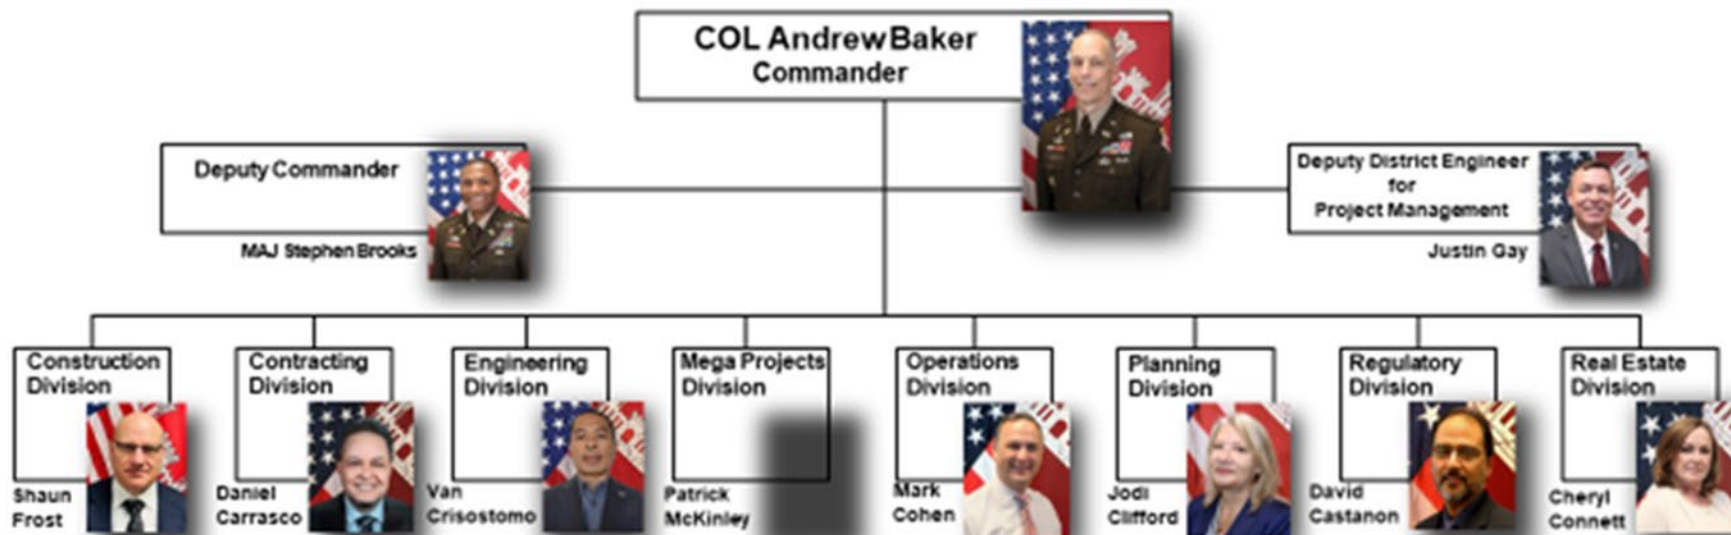 COL Andrew Baker
Commander
Deputy Commander
MAJ Stephen Brooks
Deputy District Engineer
for
Project Management
Justin Gay
Construction
Division
Shaun
Frost
Contracting
Division
Daniel
Carrasco
Engineering
Division
Van
Crisostomo
Mega Projects
Division
Patrick
McKinley
Operations
Division
Mark
Cohen
Planning
Division
Jodi
Clifford
Regulatory
Division
David
Castanon
Real Estate
Division
Cheryl
Connett